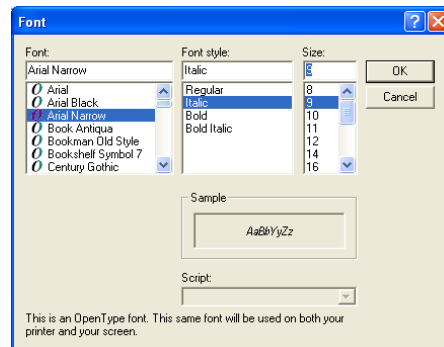 Font
Font: Font style: Size:
Arial Narrow Italic 9 OK
Arial Regular 8 Cancel
Arial Black Italic 9
Arial Narrow Bold 10
Book Antiqua Bold Italic 11
Bookman Old Style 12
Bookshelf Symbol 7 14
Century Gothic 16
Sample
AaBbYyZz
Script:
This is an OpenType font. This same font will be used on both your
printer and your screen.